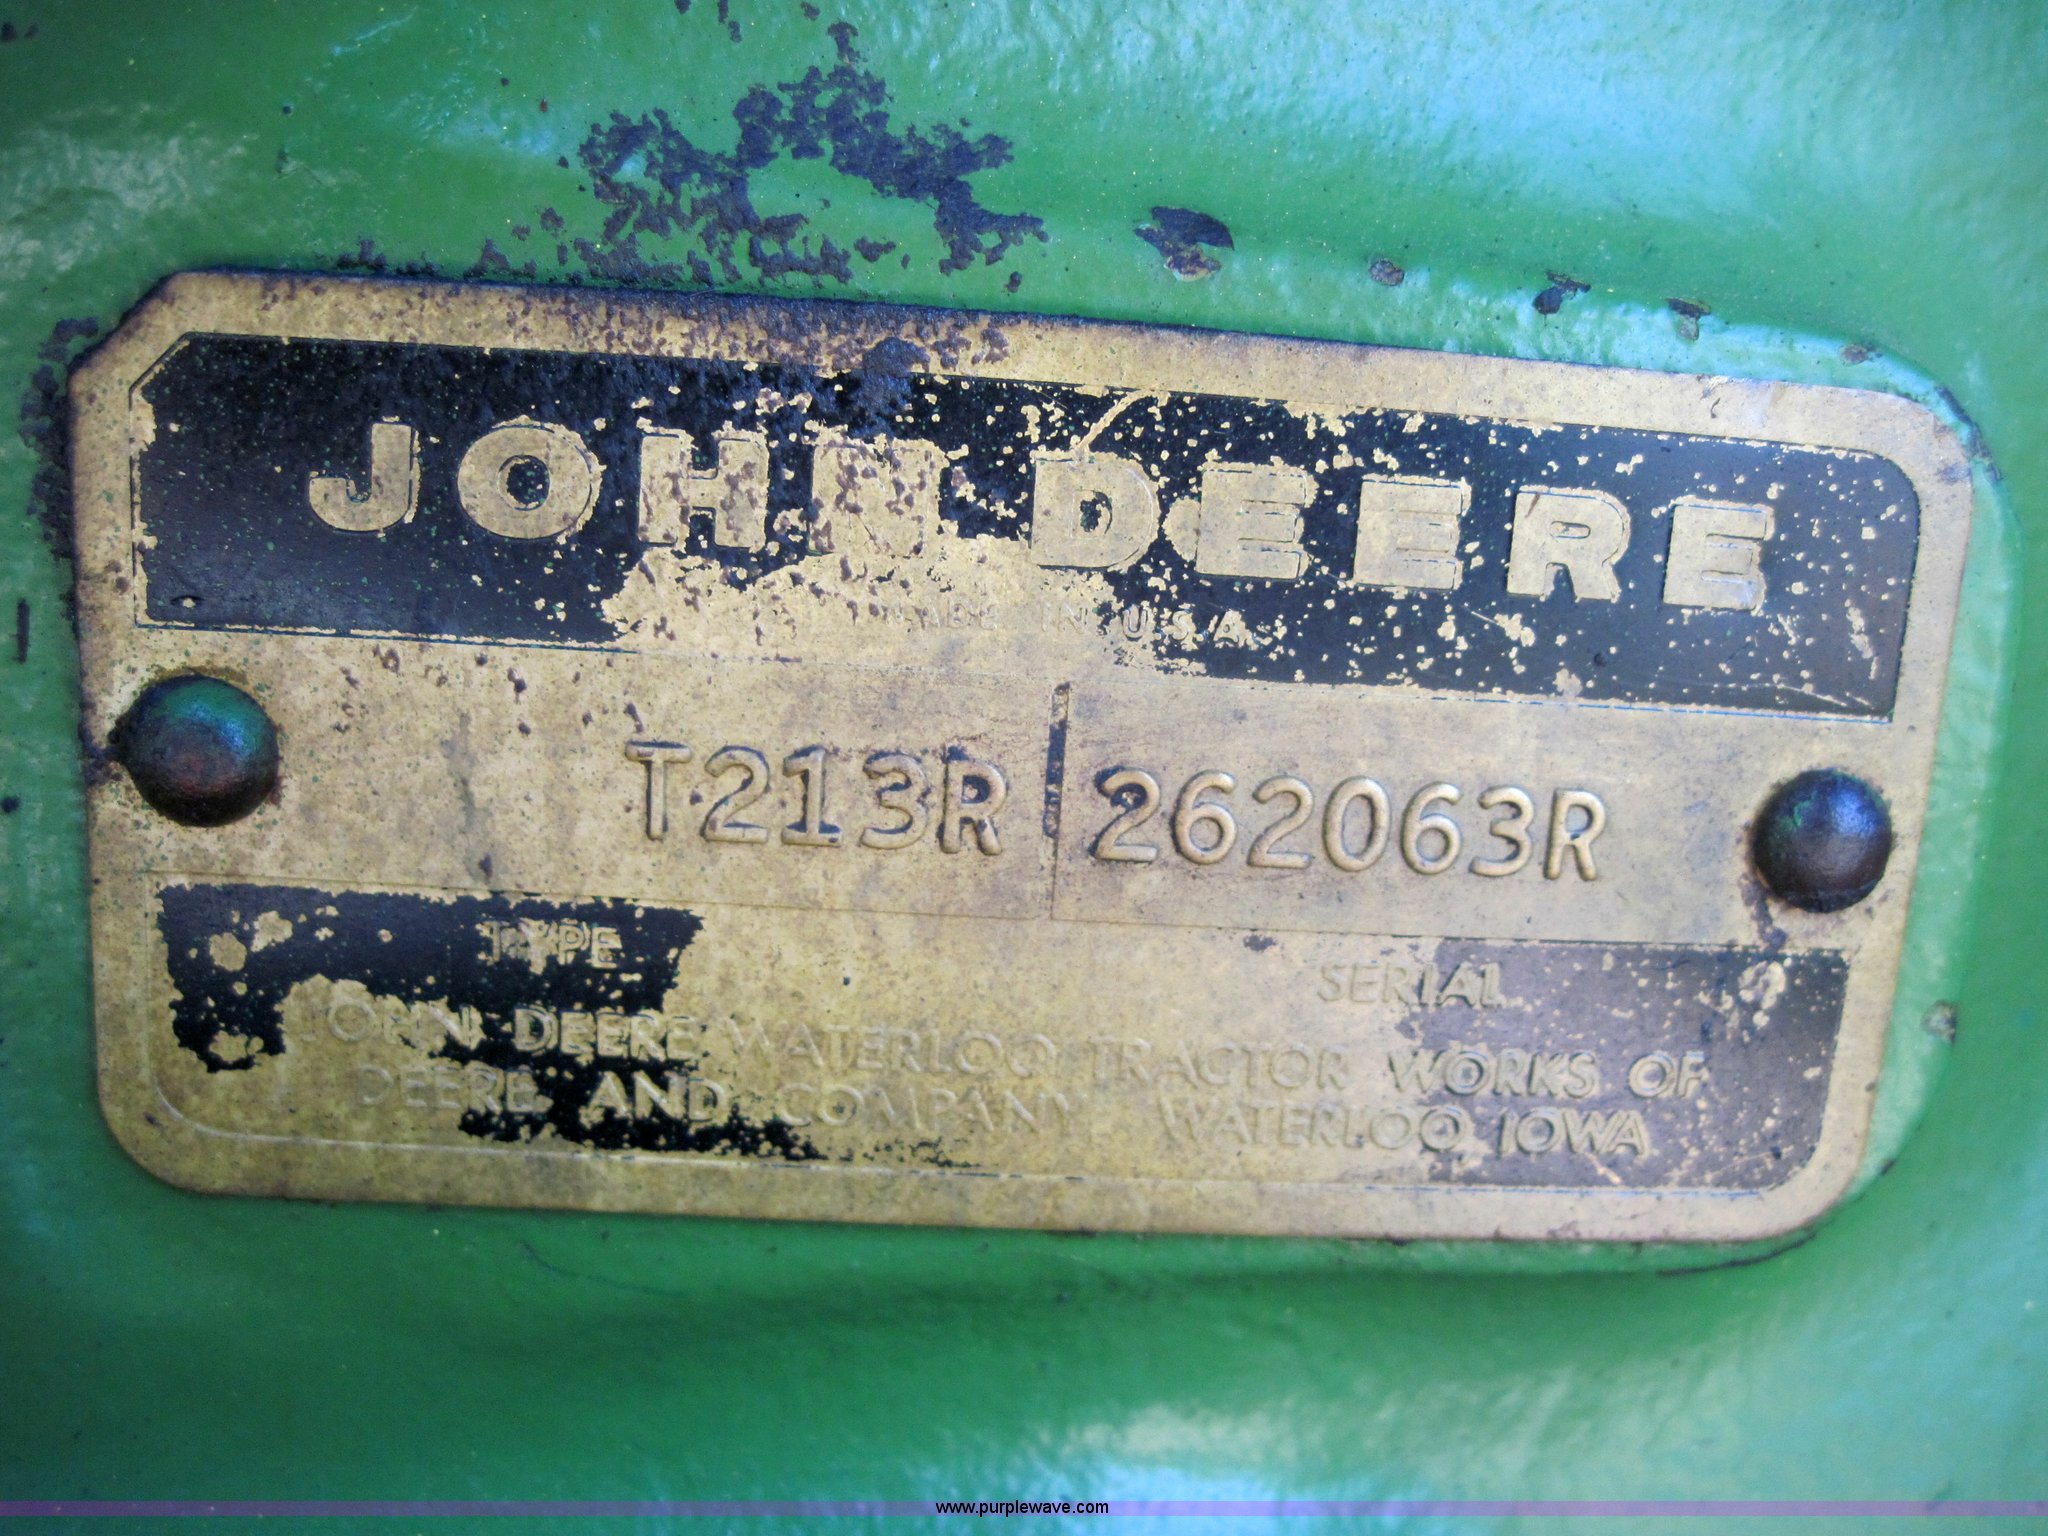 JOHN DEERE
MADE IN U.S.A.
T213R 262063R
TYPE SERIAL
JOHN DEERE WATERLOO TRACTOR WORKS OF
DEERE AND COMPANY WATERLOO IOWA
www.purplewave.com